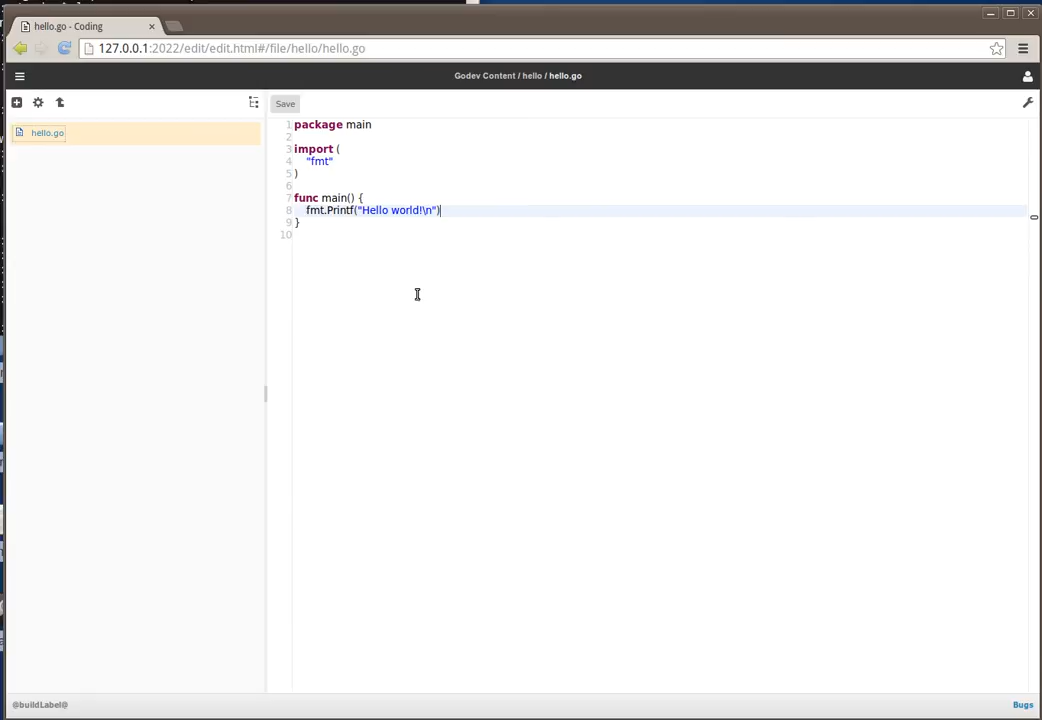 hello.go - Coding
127.0.0.1:2022/edit/edit.html#/file/hello/hello.go
Godev Content / hello / hello.go
Save
hello.go
1 package main
2
3 import (
4 "fmt"
5 )
6
7 func main() {
8 fmt.Printf("Hello world!\n")
9 }
10
@buildLabel@
Bugs